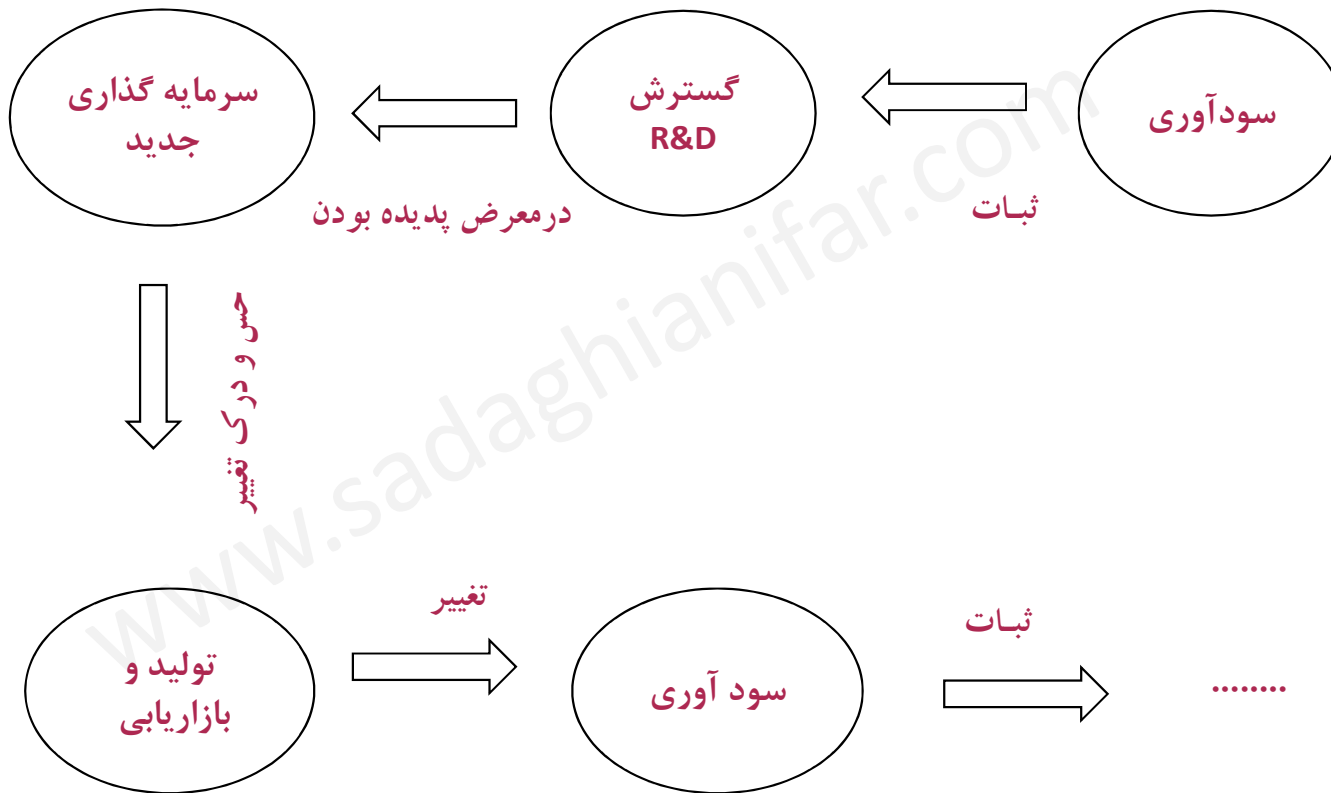 سودآوری
گسترش
R&D
سرمایه گذاری
جدید
ثبـات
درمعرض پدیده بودن
حس و درک تغییر
تولید و
بازاریابی
تغییر
سود آوری
ثبـات
........
www.sadaghianifar.com